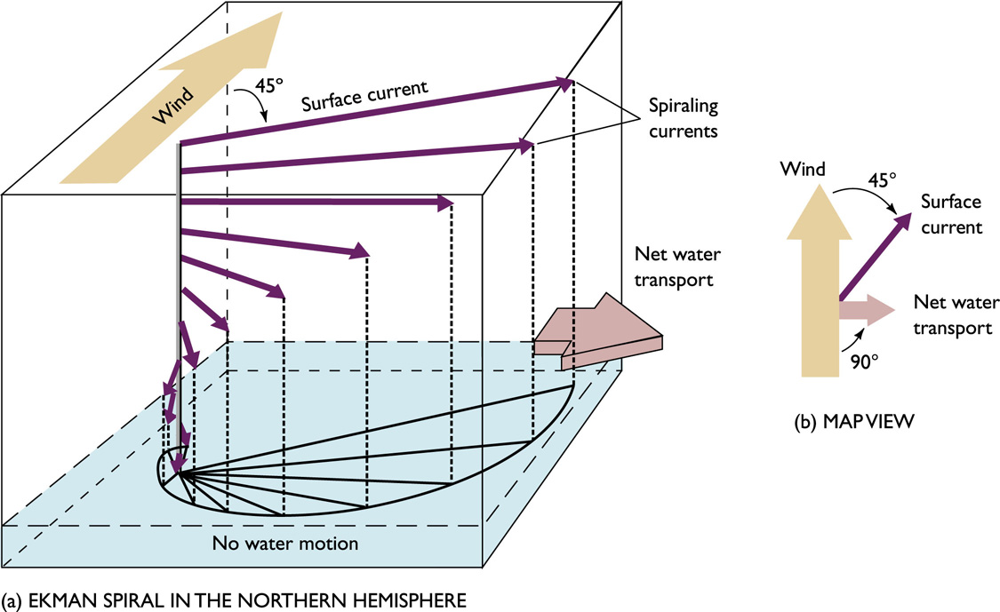 Wind
45°
Surface current
Spiraling
currents
Net water
transport
No water motion
(a) EKMAN SPIRAL IN THE NORTHERN HEMISPHERE
Wind
45°
Surface
current
Net water
transport
90°
(b) MAP VIEW